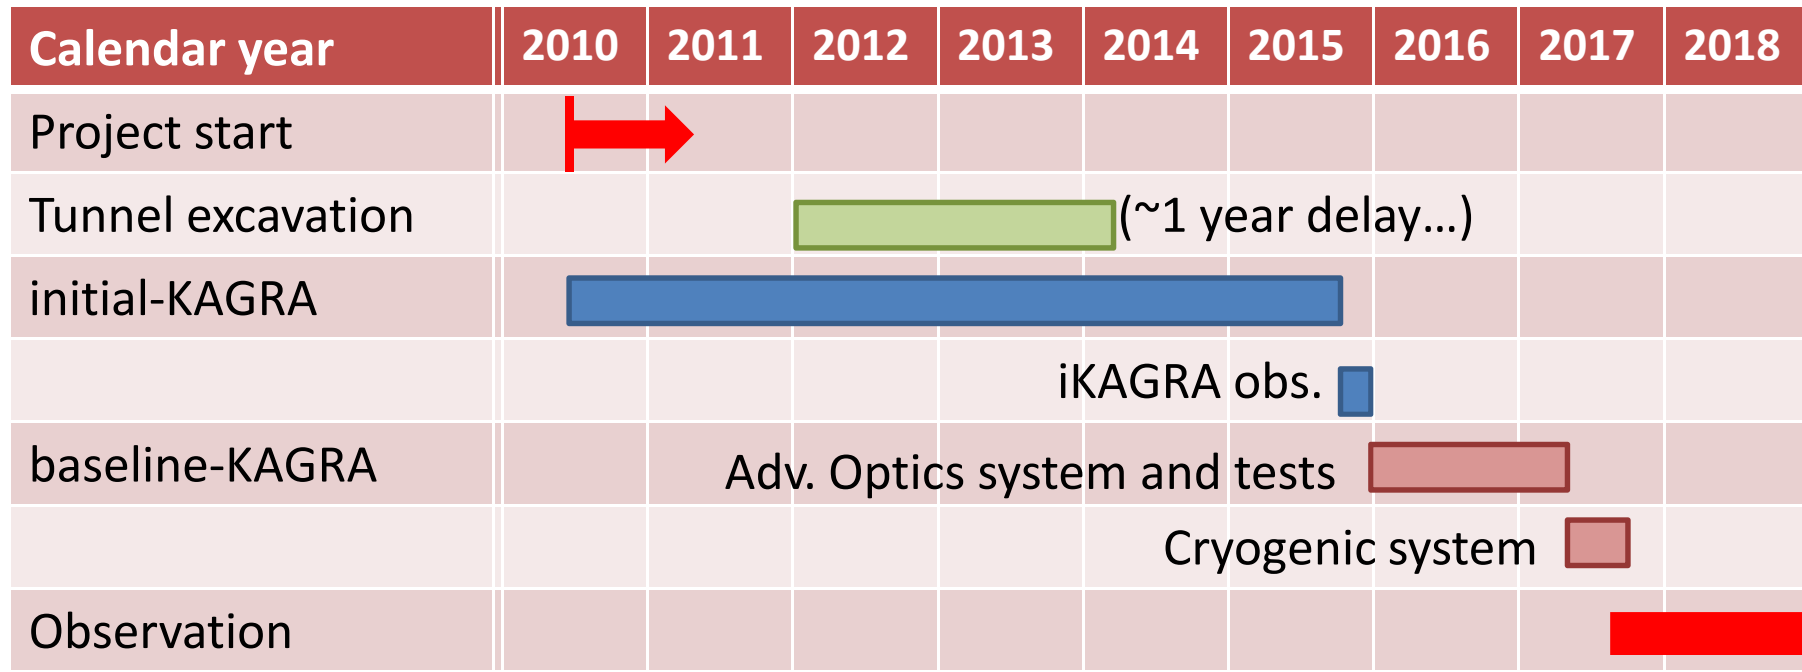 Calendar year 2010 2011 2012 2013 2014 2015 2016 2017 2018
Project start
Tunnel excavation (~1 year delay…)
initial-KAGRA
iKAGRA obs.
baseline-KAGRA Adv. Optics system and tests
Cryogenic system
Observation